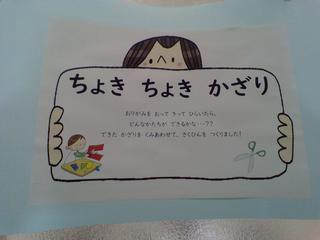 ちょき ちょき かざり
おりがみを おって きって ひらいたら、
どんなかたちが できるかな…??
できた かざりを くみあわせて、さくひんを つくりました!